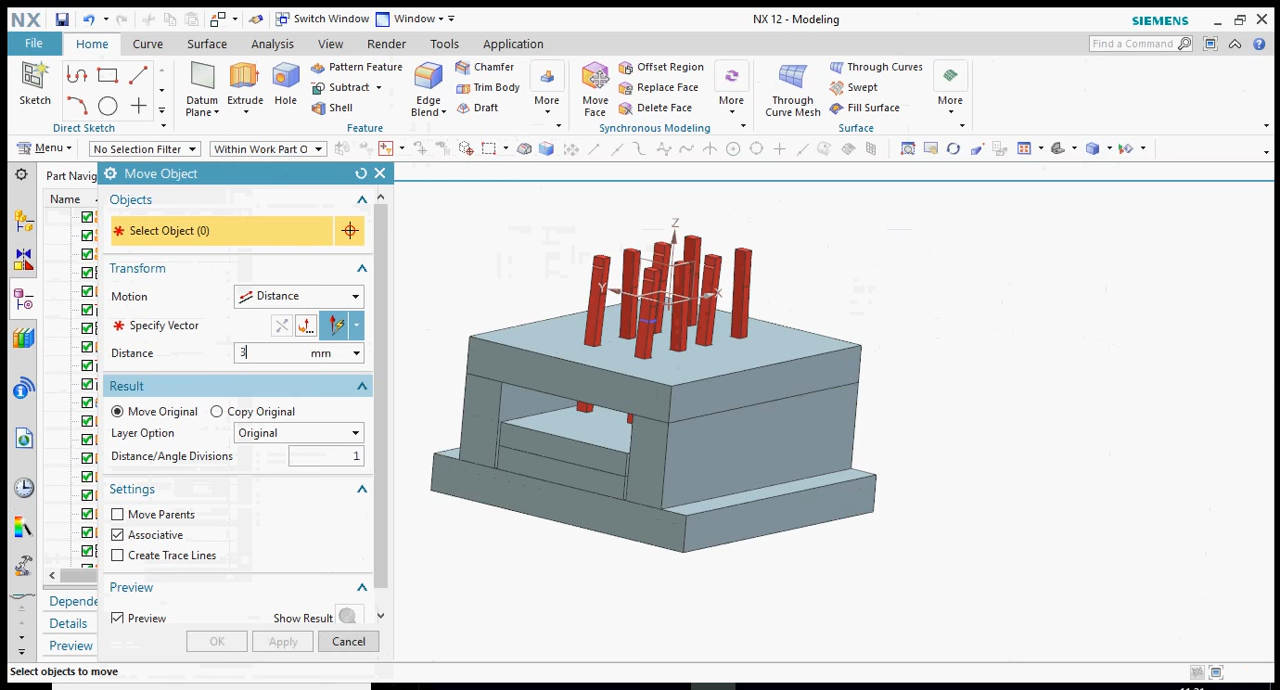 NX Switch Window Window NX 12 - Modeling SIEMENS
File Home Curve Surface Analysis View Render Tools Application Find a Command
Sketch
Direct Sketch
Datum Plane
Extrude
Hole
Pattern Feature
Subtract
Shell
Edge Blend
Chamfer
Trim Body
Draft
More
Feature
Move Face
Offset Region
Replace Face
Delete Face
More
Synchronous Modeling
Through Curve Mesh
Through Curves
Swept
Fill Surface
More
Surface
Menu No Selection Filter Within Work Part O
Part Navig
Name
Move Object
Objects
* Select Object (0)
Transform
Motion Distance
* Specify Vector
Distance 3 mm
Result
Move Original Copy Original
Layer Option Original
Distance/Angle Divisions 1
Settings
Move Parents
Associative
Create Trace Lines
Preview
Preview Show Result
OK Apply Cancel
Depende
Details
Preview
Z
Y
X
Select objects to move